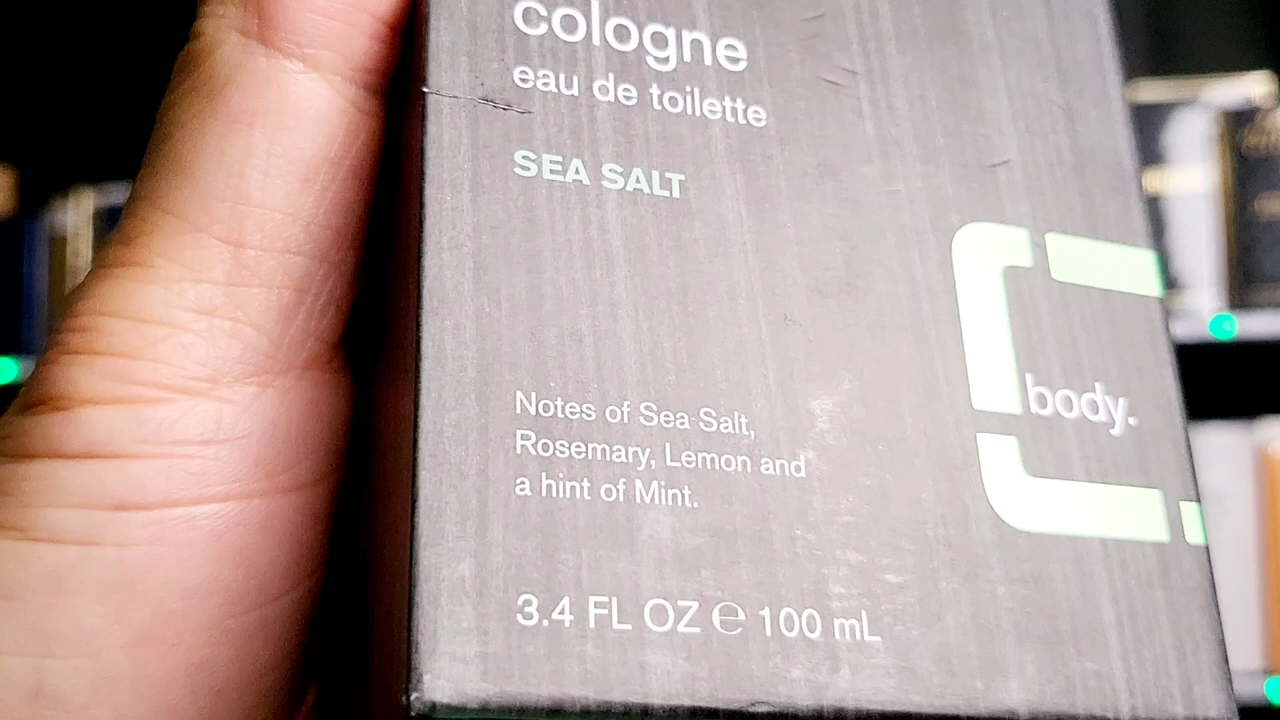 cologne
eau de toilette
SEA SALT
body.
Notes of Sea Salt,
Rosemary, Lemon and
a hint of Mint.
3.4 FL OZ ℮ 100 mL